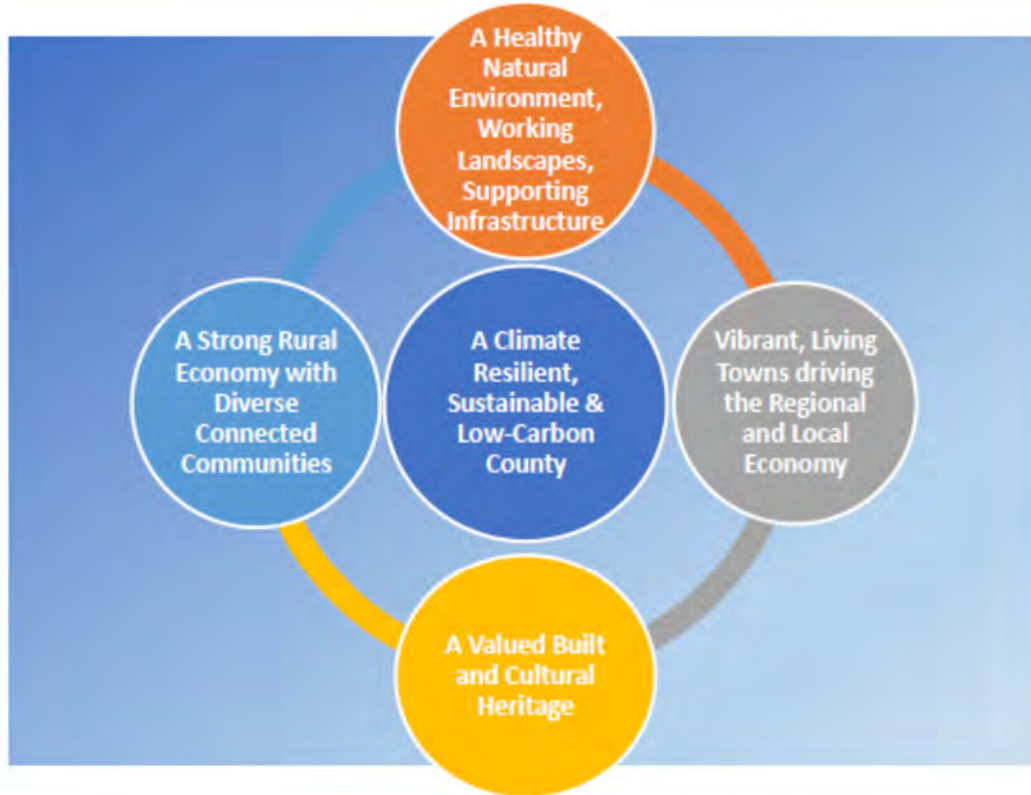 A Healthy
Natural
Environment,
Working
Landscapes,
Supporting
Infrastructure
A Strong Rural
Economy with
Diverse
Connected
Communities
A Climate
Resilient,
Sustainable &
Low-Carbon
County
Vibrant, Living
Towns driving
the Regional
and Local
Economy
A Valued Built
and Cultural
Heritage